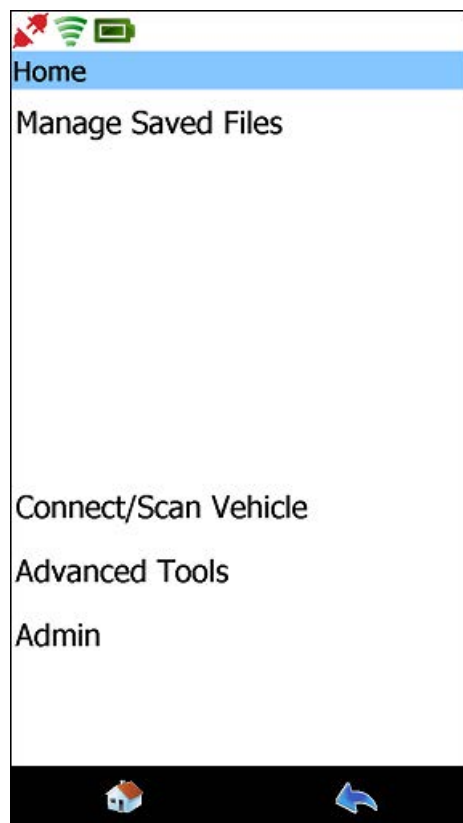 Home
Manage Saved Files
Connect/Scan Vehicle
Advanced Tools
Admin